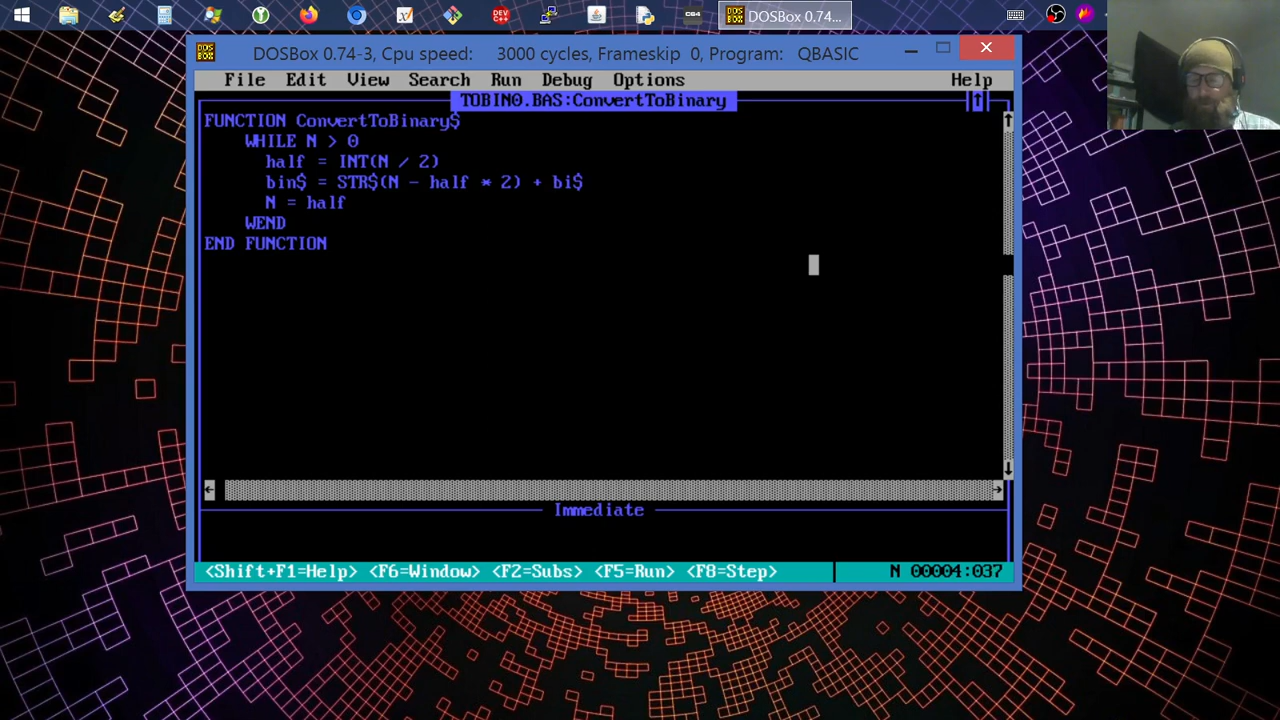 DOSBox 0.74...
DOSBox 0.74-3, Cpu speed: 3000 cycles, Frameskip 0, Program: QBASIC
File Edit View Search Run Debug Options Help
TOBIN0.BAS:ConvertToBinary
FUNCTION ConvertToBinary$
WHILE N > 0
half = INT(N / 2)
bin$ = STR$(N - half * 2) + bi$
N = half
WEND
END FUNCTION
Immediate
<Shift+F1=Help> <F6=Window> <F2=Subs> <F5=Run> <F8=Step> N 00004:037